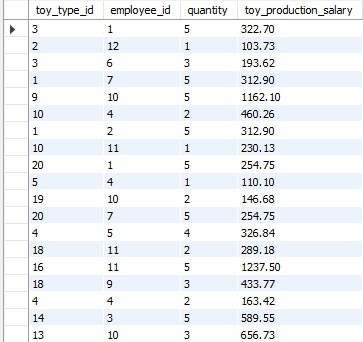 toy_type_id employee_id quantity toy_production_salary
3 1 5 322.70
2 12 1 103.73
3 6 3 193.62
1 7 5 312.90
9 10 5 1162.10
10 4 2 460.26
1 2 5 312.90
10 11 1 230.13
20 1 5 254.75
5 4 1 110.10
19 10 2 146.68
20 7 5 254.75
4 5 4 326.84
18 11 2 289.18
16 11 5 1237.50
18 9 3 433.77
4 4 2 163.42
14 3 5 589.55
13 10 3 656.73